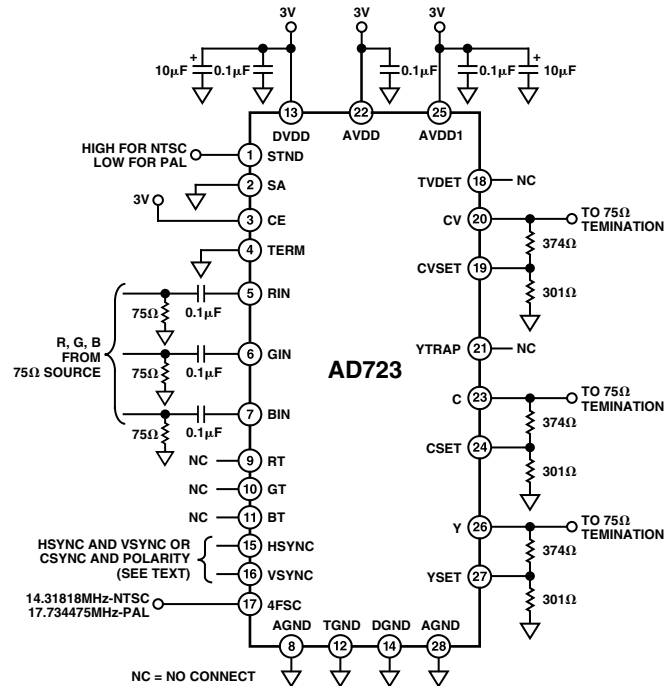 3V
3V
3V
10µF
+
0.1µF
0.1µF
0.1µF
+
10µF
13
22
25
DVDD
AVDD
AVDD1
HIGH FOR NTSC
LOW FOR PAL
1
STND
2
SA
3V
3
CE
4
TERM
5
RIN
75Ω
0.1µF
R, G, B
FROM
75Ω SOURCE
6
GIN
75Ω
0.1µF
7
BIN
75Ω
0.1µF
NC
9
RT
NC
10
GT
NC
11
BT
HSYNC AND VSYNC OR
CSYNC AND POLARITY
(SEE TEXT)
15
HSYNC
16
VSYNC
14.31818MHz-NTSC
17.734475MHz-PAL
17
4FSC
AD723
TVDET
18
NC
CV
20
TO 75Ω
TEMINATION
374Ω
CVSET
19
301Ω
YTRAP
21
NC
C
23
TO 75Ω
TEMINATION
374Ω
CSET
24
301Ω
Y
26
TO 75Ω
TEMINATION
374Ω
YSET
27
301Ω
AGND
TGND
DGND
AGND
8
12
14
28
NC = NO CONNECT